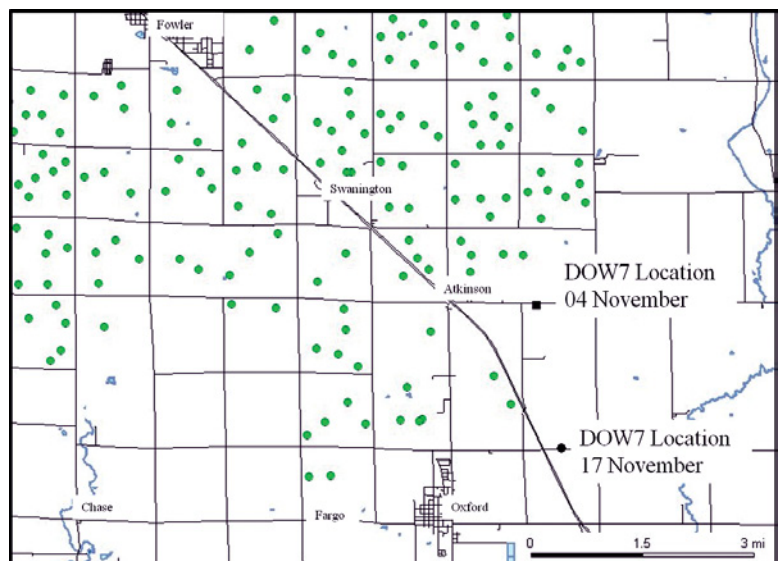 Fowler
Swanington
Atkinson
DOW7 Location
04 November
DOW7 Location
17 November
Chase
Fargo
Oxford
0 1.5 3 mi